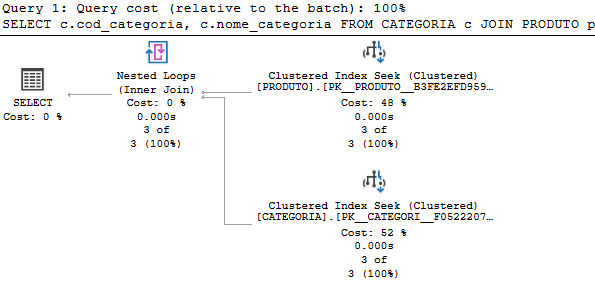 Query 1: Query cost (relative to the batch): 100%
SELECT c.cod_categoria, c.nome_categoria FROM CATEGORIA c JOIN PRODUTO p
SELECT
Cost: 0 %
Nested Loops
(Inner Join)
Cost: 0 %
0.000s
3 of
3 (100%)
Clustered Index Seek (Clustered)
[PRODUTO].[PK__PRODUTO__B3FE2EFD959…
Cost: 48 %
0.000s
3 of
3 (100%)
Clustered Index Seek (Clustered)
[CATEGORIA].[PK__CATEGORI__F0522207…
Cost: 52 %
0.000s
3 of
3 (100%)